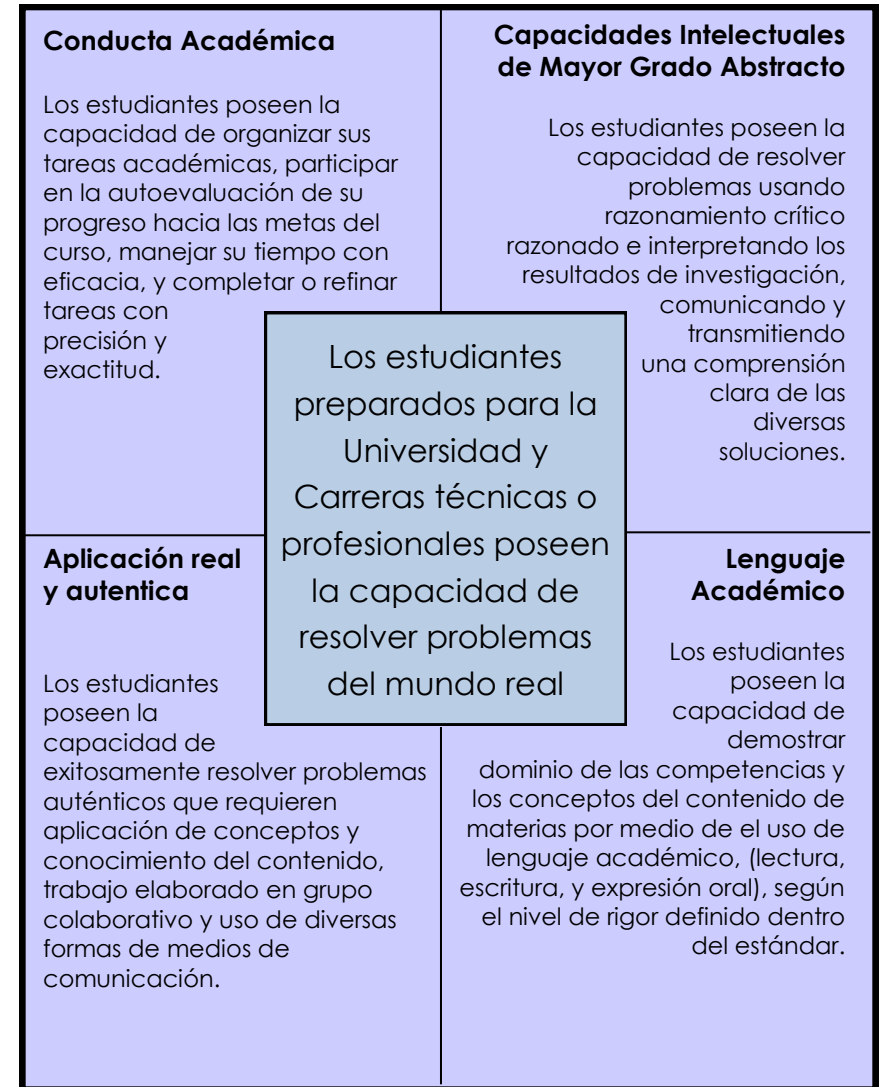 Conducta Académica
Los estudiantes poseen la
capacidad de organizar sus
tareas académicas, participar
en la autoevaluación de su
progreso hacia las metas del
curso, manejar su tiempo con
eficacia, y completar o refinar
tareas con
precisión y
exactitud.
Capacidades Intelectuales
de Mayor Grado Abstracto
Los estudiantes poseen la
capacidad de resolver
problemas usando
razonamiento crítico
razonado e interpretando los
resultados de investigación,
comunicando y
transmitiendo
una comprensión
clara de las
diversas
soluciones.
Los estudiantes
preparados para la
Universidad y
Carreras técnicas o
profesionales poseen
la capacidad de
resolver problemas
del mundo real
Aplicación real
y autentica
Los estudiantes
poseen la
capacidad de
exitosamente resolver problemas
auténticos que requieren
aplicación de conceptos y
conocimiento del contenido,
trabajo elaborado en grupo
colaborativo y uso de diversas
formas de medios de
comunicación.
Lenguaje
Académico
Los estudiantes
poseen la
capacidad de
demostrar
dominio de las competencias y
los conceptos del contenido de
materias por medio de el uso de
lenguaje académico, (lectura,
escritura, y expresión oral), según
el nivel de rigor definido dentro
del estándar.